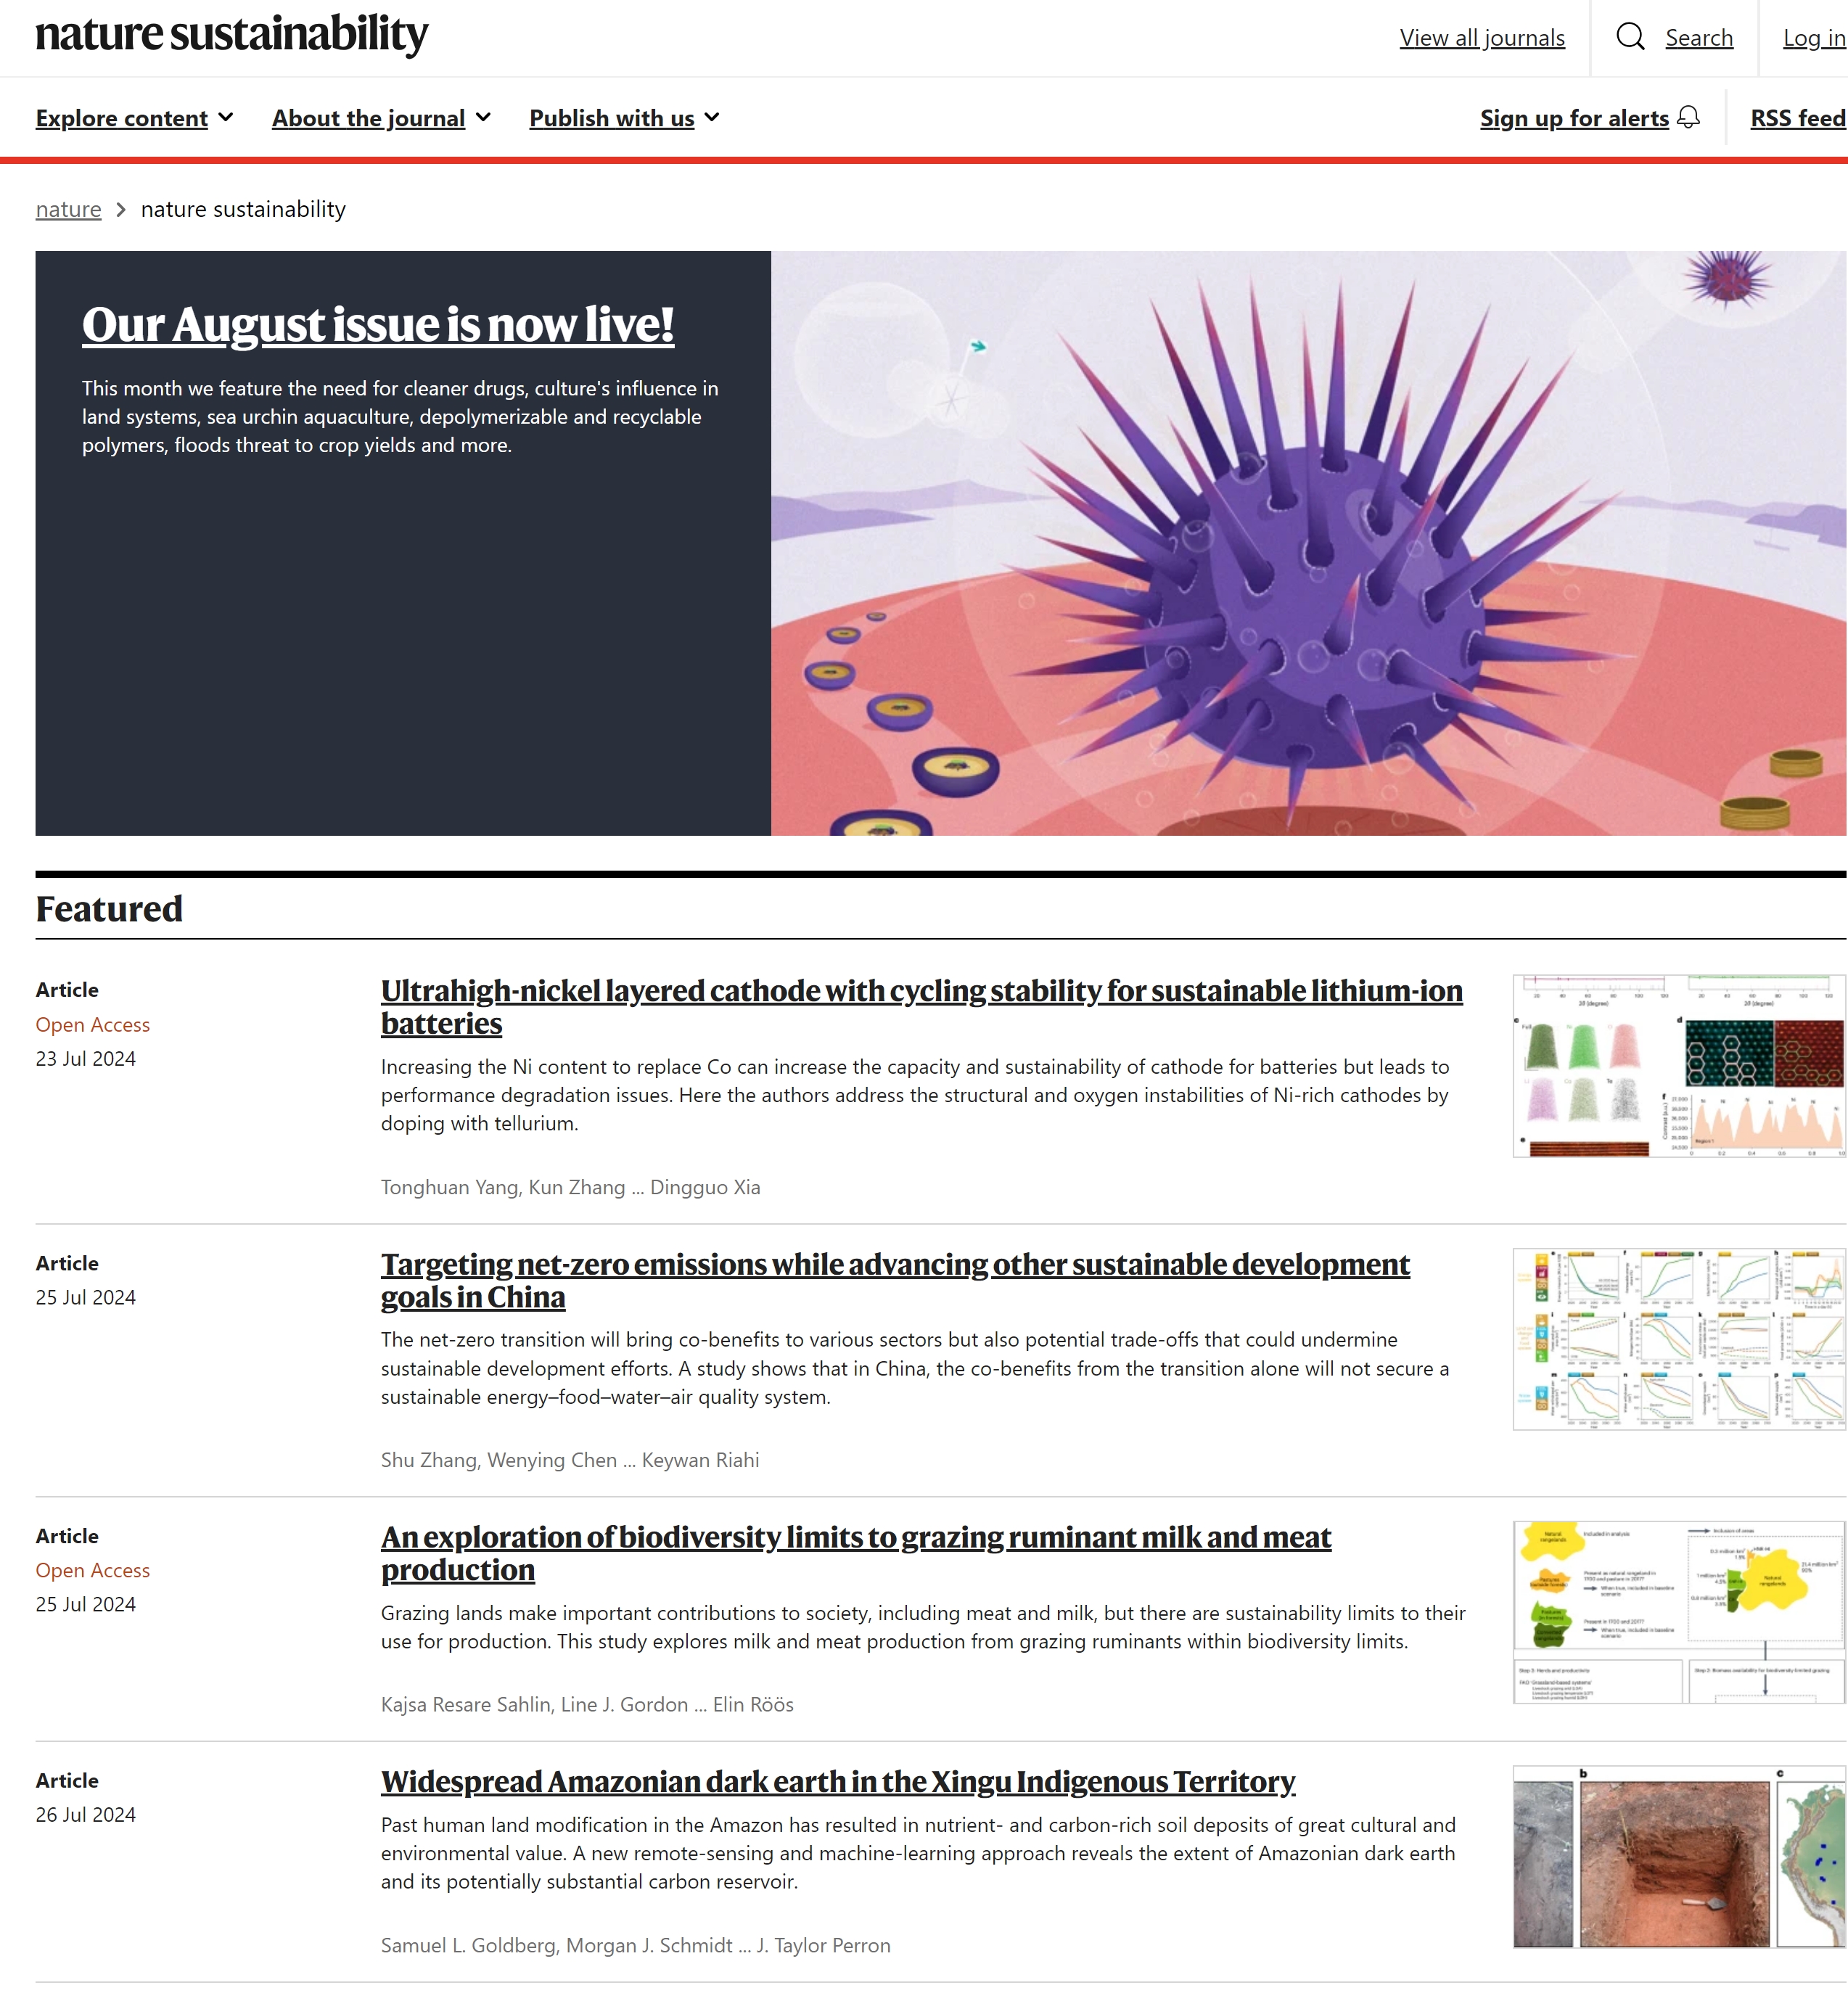 nature sustainability
View all journals
Search
Log in
Explore content
About the journal
Publish with us
Sign up for alerts
RSS feed
nature > nature sustainability
Our August issue is now live!
This month we feature the need for cleaner drugs, culture's influence in
land systems, sea urchin aquaculture, depolymerizable and recyclable
polymers, floods threat to crop yields and more.
Featured
Article
Open Access
23 Jul 2024
Ultrahigh-nickel layered cathode with cycling stability for sustainable lithium-ion
batteries
Increasing the Ni content to replace Co can increase the capacity and sustainability of cathode for batteries but leads to
performance degradation issues. Here the authors address the structural and oxygen instabilities of Ni-rich cathodes by
doping with tellurium.
Tonghuan Yang, Kun Zhang ... Dingguo Xia
Article
25 Jul 2024
Targeting net-zero emissions while advancing other sustainable development
goals in China
The net-zero transition will bring co-benefits to various sectors but also potential trade-offs that could undermine
sustainable development efforts. A study shows that in China, the co-benefits from the transition alone will not secure a
sustainable energy–food–water–air quality system.
Shu Zhang, Wenying Chen ... Keywan Riahi
Article
Open Access
25 Jul 2024
An exploration of biodiversity limits to grazing ruminant milk and meat
production
Grazing lands make important contributions to society, including meat and milk, but there are sustainability limits to their
use for production. This study explores milk and meat production from grazing ruminants within biodiversity limits.
Kajsa Resare Sahlin, Line J. Gordon ... Elin Röös
Natural
rangelands
Included in analysis
Inclusion of areas
Article
26 Jul 2024
Widespread Amazonian dark earth in the Xingu Indigenous Territory
Past human land modification in the Amazon has resulted in nutrient- and carbon-rich soil deposits of great cultural and
environmental value. A new remote-sensing and machine-learning approach reveals the extent of Amazonian dark earth
and its potentially substantial carbon reservoir.
Samuel L. Goldberg, Morgan J. Schmidt ... J. Taylor Perron
b
c